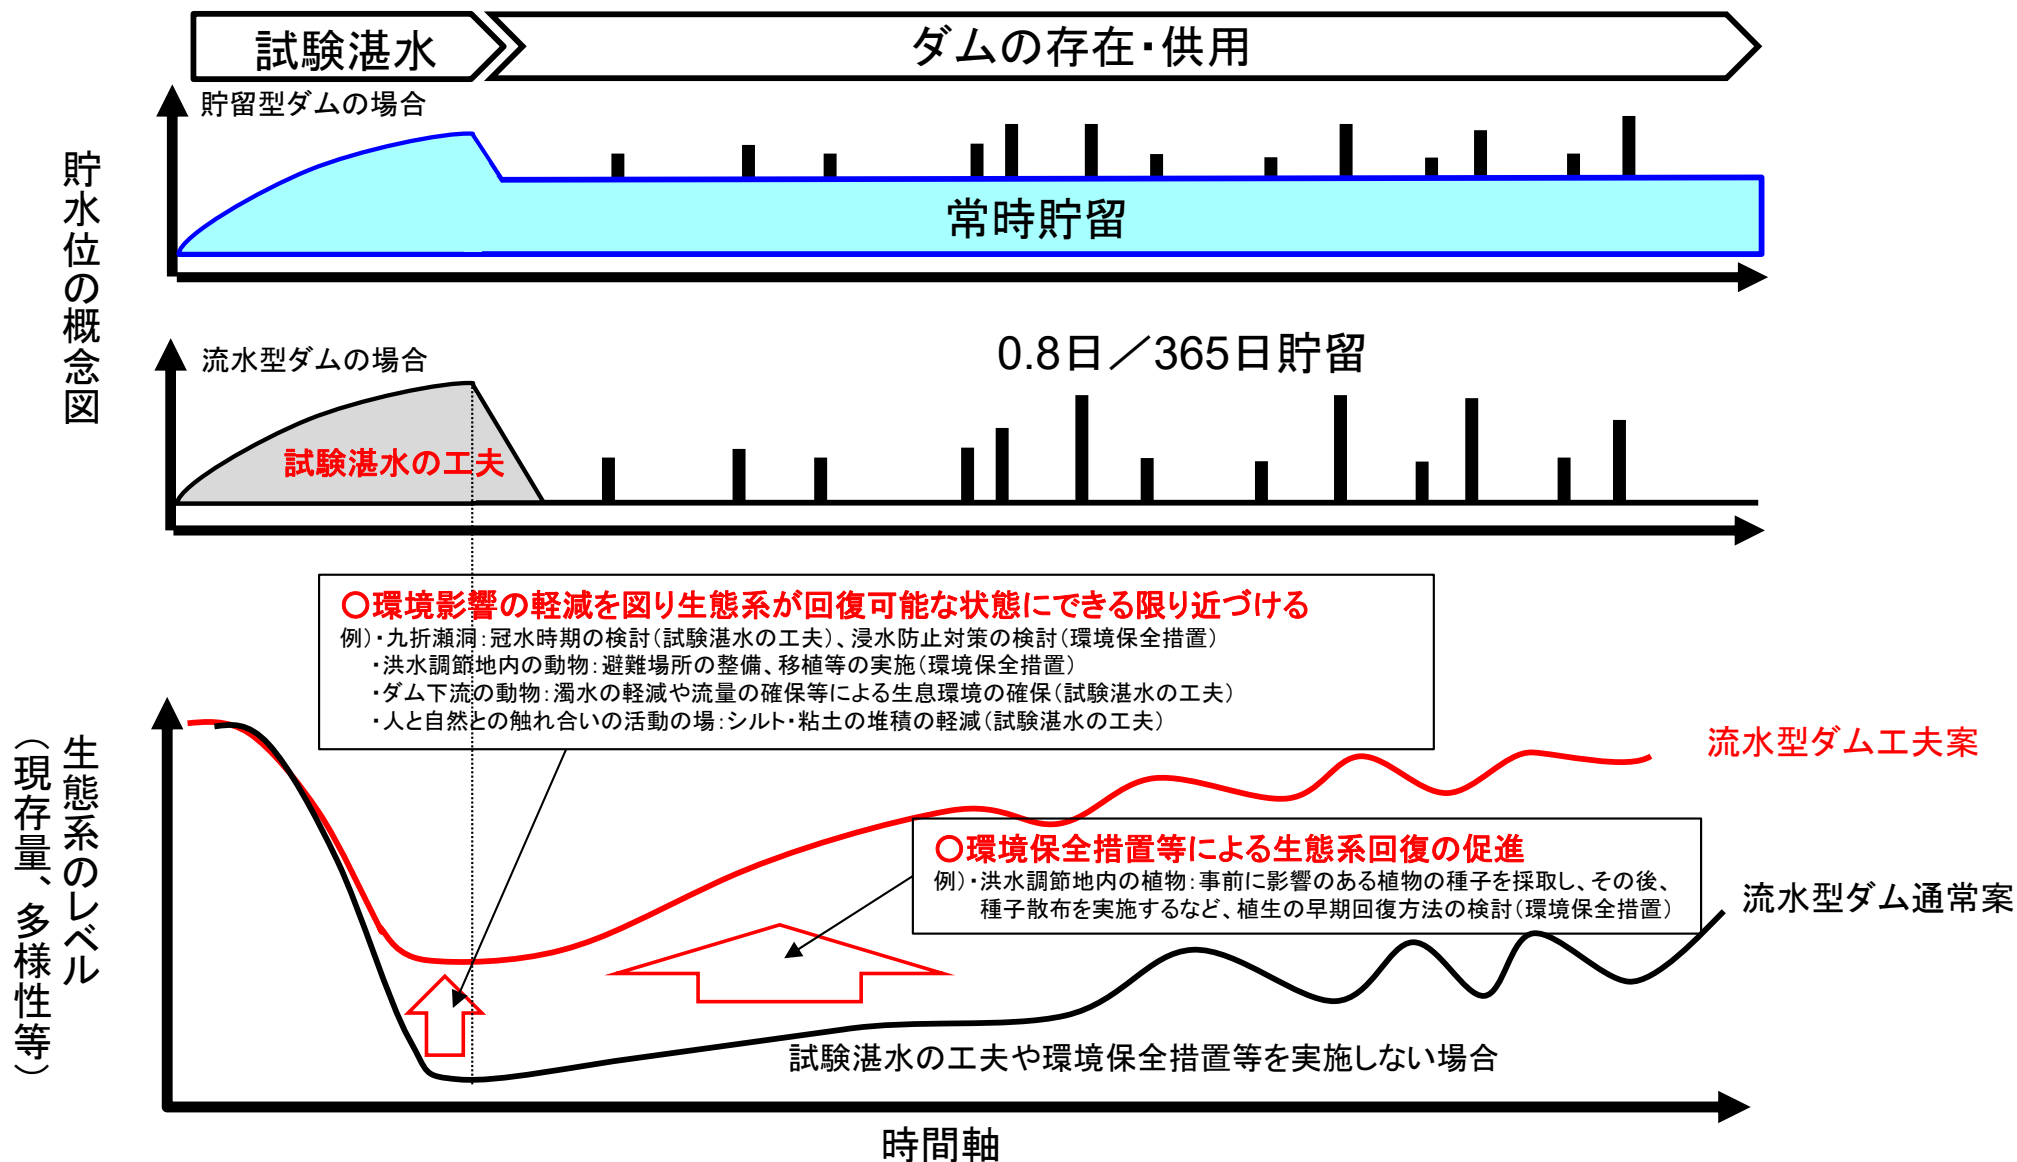 試験湛水
ダムの存在・供用
貯留型ダムの場合
貯水位の概念図
常時貯留
流水型ダムの場合
0.8日／365日貯留
試験湛水の工夫
〇環境影響の軽減を図り生態系が回復可能な状態にできる限り近づける
例）・九折瀬洞：冠水時期の検討（試験湛水の工夫）、浸水防止対策の検討（環境保全措置）
・洪水調節地内の動物：避難場所の整備、移植等の実施（環境保全措置）
・ダム下流の動物：濁水の軽減や流量の確保等による生息環境の確保（試験湛水の工夫）
・人と自然との触れ合いの活動の場：シルト・粘土の堆積の軽減（試験湛水の工夫）
生態系のレベル
（現存量、多様性等）
流水型ダム工夫案
〇環境保全措置等による生態系回復の促進
例）・洪水調節地内の植物：事前に影響のある植物の種子を採取し、その後、
種子散布を実施するなど、植生の早期回復方法の検討（環境保全措置）
流水型ダム通常案
試験湛水の工夫や環境保全措置等を実施しない場合
時間軸